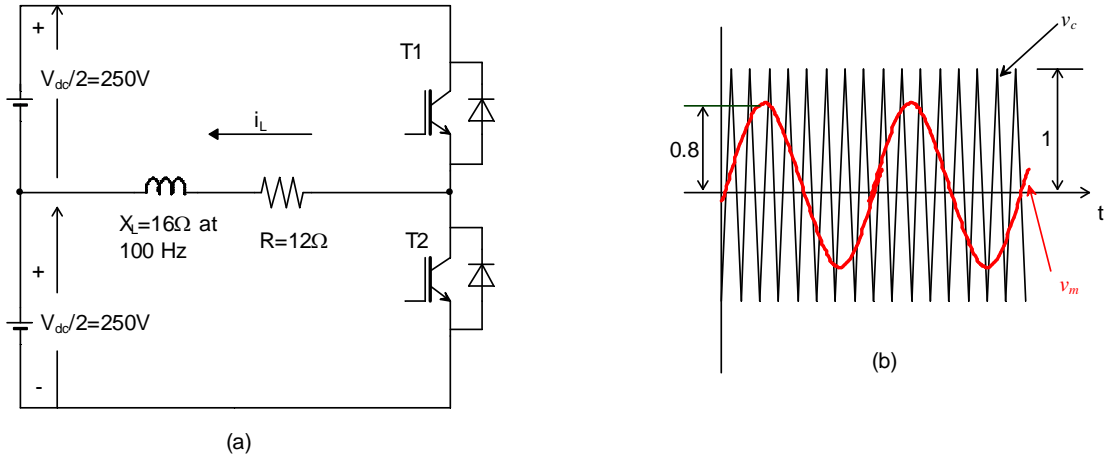 +
V_dc/2=250V
i_L
T1
X_L=16Ω at
100 Hz
R=12Ω
T2
+
V_dc/2=250V
-
(a)
v_c
0.8
1
t
v_m
(b)